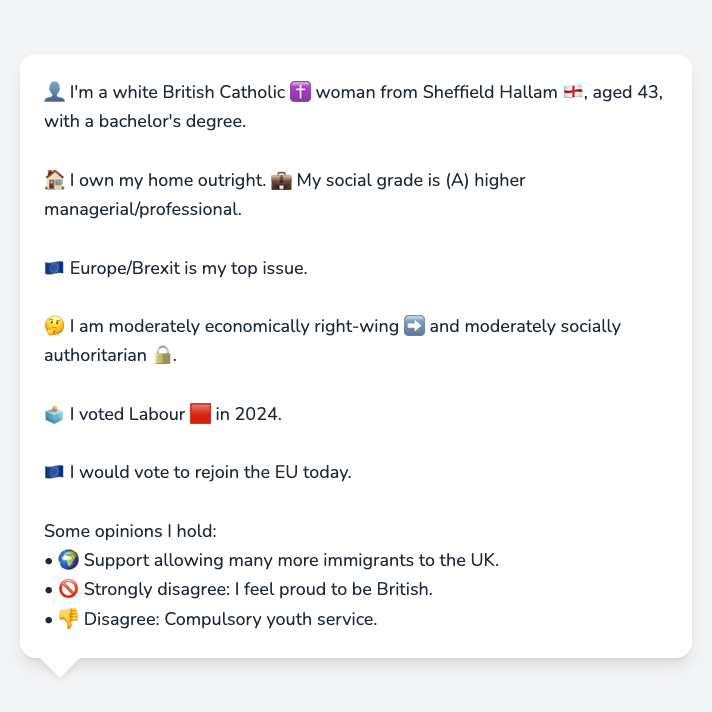 👤 I'm a white British Catholic ✝️ woman from Sheffield Hallam 🏴󠁧󠁢󠁥󠁮󠁧󠁿, aged 43,
with a bachelor's degree.
🏠 I own my home outright. 💼 My social grade is (A) higher
managerial/professional.
🇪🇺 Europe/Brexit is my top issue.
🤔 I am moderately economically right-wing ➡️ and moderately socially
authoritarian 🔒.
🗳️ I voted Labour 🟥 in 2024.
🇪🇺 I would vote to rejoin the EU today.
Some opinions I hold:
• 🌍 Support allowing many more immigrants to the UK.
• 🚫 Strongly disagree: I feel proud to be British.
• 👎 Disagree: Compulsory youth service.